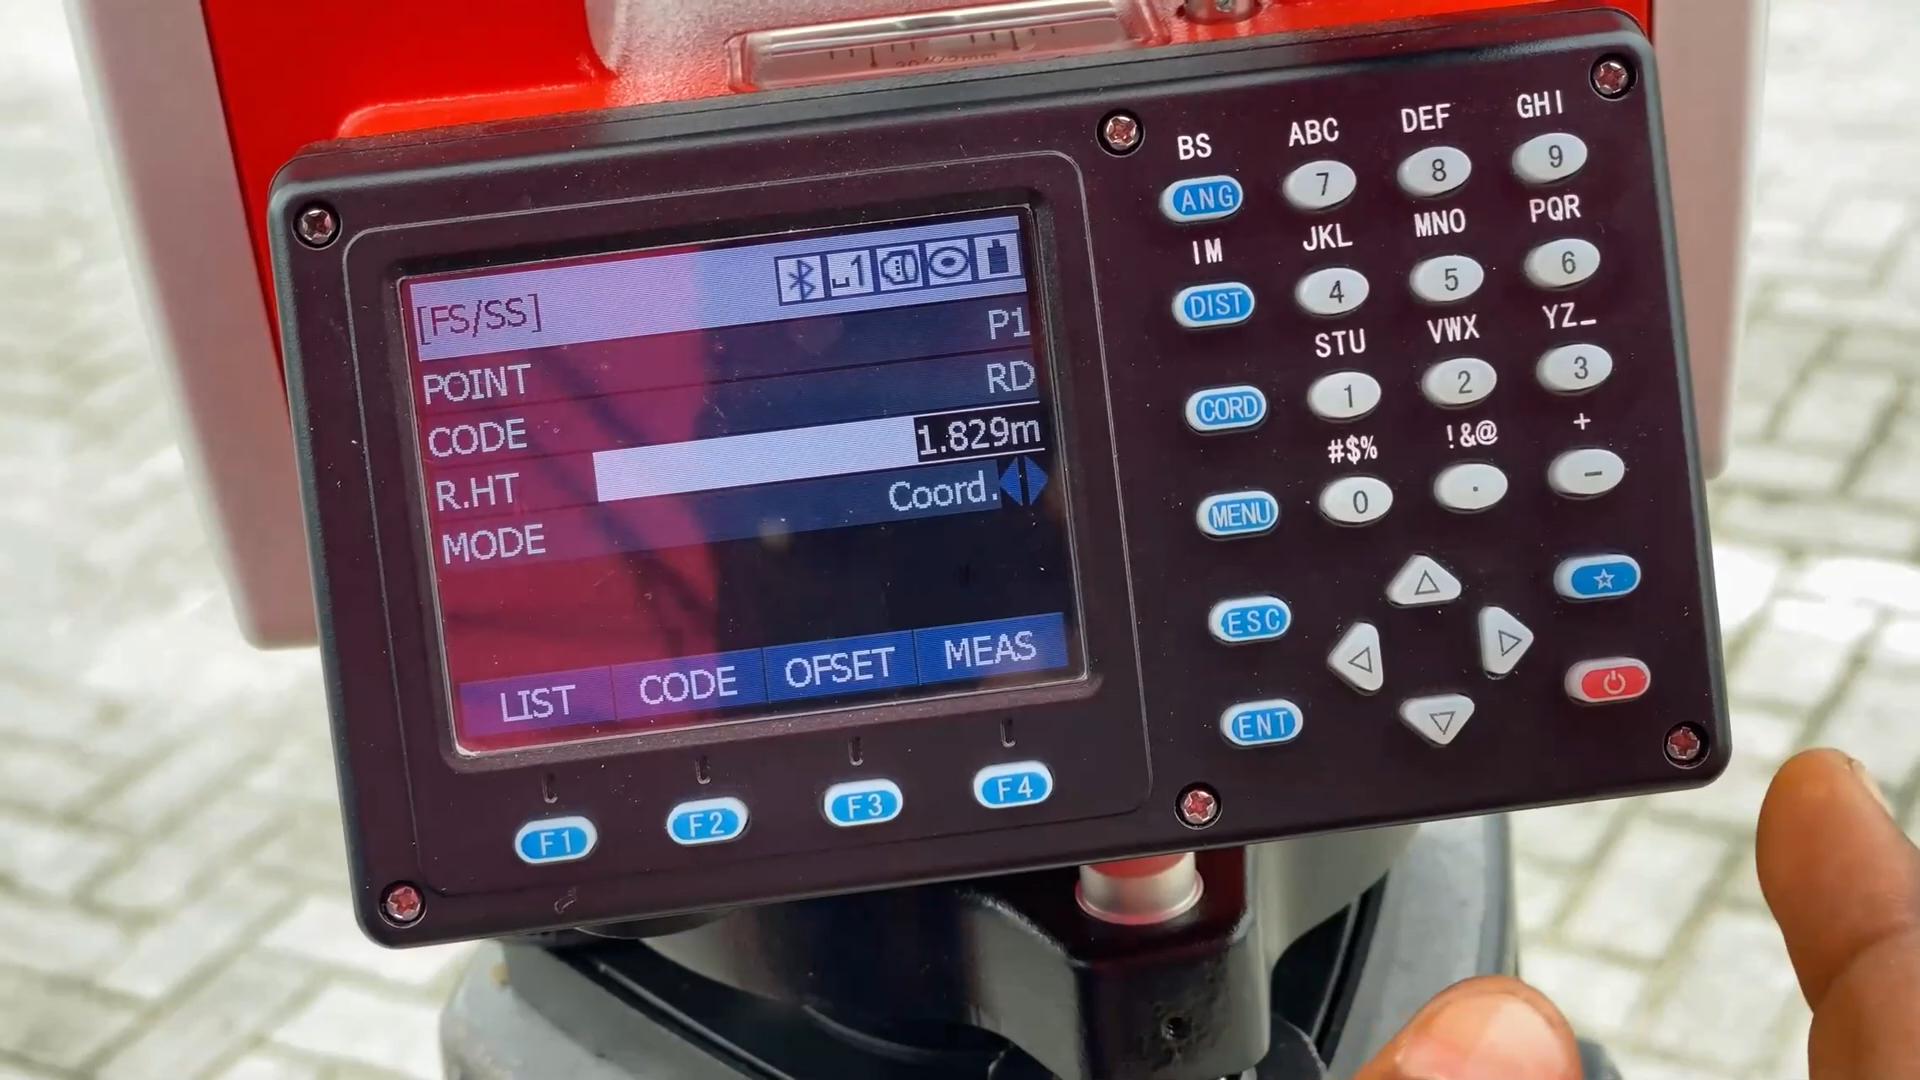 [FS/SS]
POINT P1
CODE RD
R.HT 1.829m
MODE Coord.
LIST CODE OFSET MEAS
F1 F2 F3 F4
BS ABC DEF GHI
ANG 7 8 9
IM JKL MNO PQR
DIST 4 5 6
STU VWX YZ_
CORD 1 2 3
#$% !&@ +
MENU 0 . -
ESC
ENT